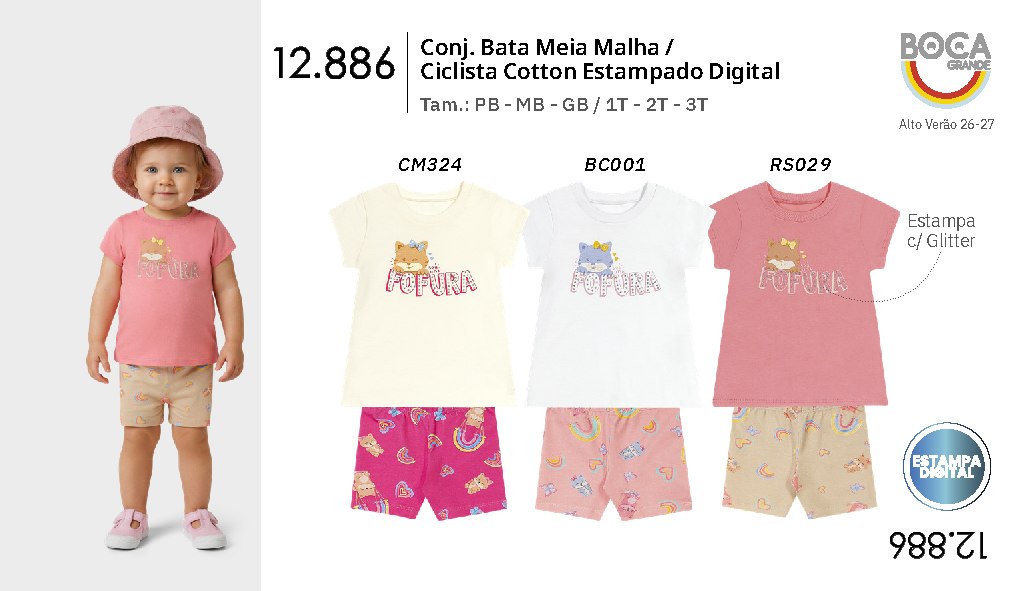 12.886
Conj. Bata Meia Malha /
Ciclista Cotton Estampado Digital
Tam.: PB - MB - GB / 1T - 2T - 3T
BOCA
GRANDE
Alto Verão 26-27
CM324
BC001
RS029
FOFURA
FOFURA
FOFURA
FOFURA
Estampa
c/ Glitter
ESTAMPA
DIGITAL
12.886